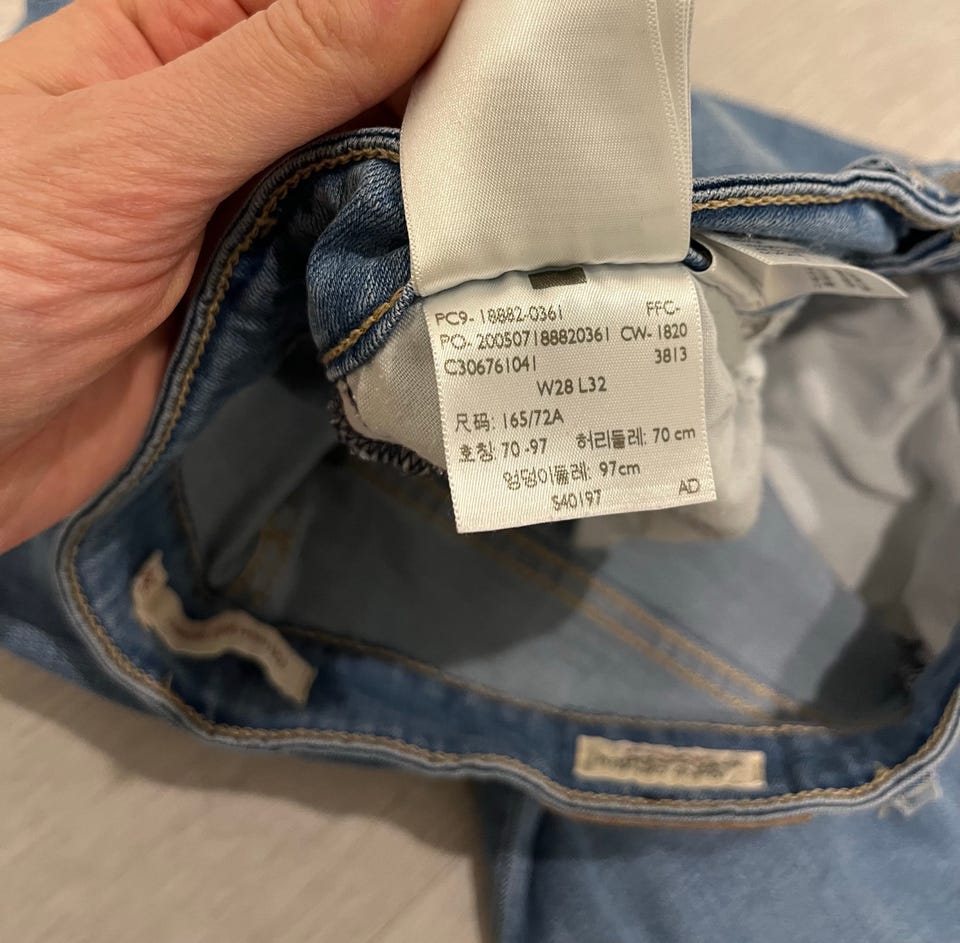 PC9- 18882-0361 FFC-
PO- 200507188820361 CW- 1820
C306761041 3813
W28 L32
尺码: 165/72A
호칭: 70 -97 허리둘레: 70 cm
엉덩이둘레: 97cm
S40197 AD